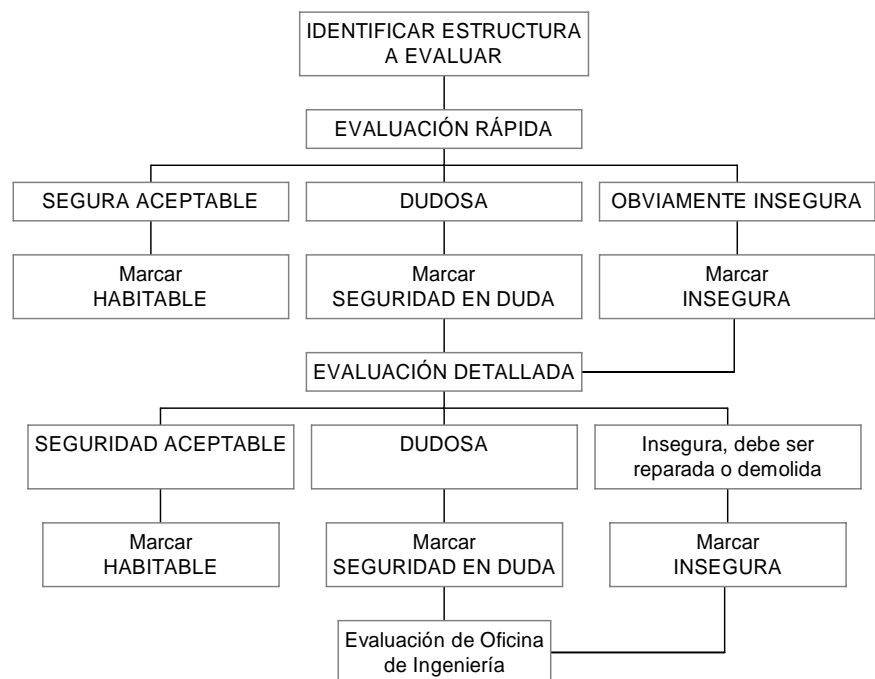 IDENTIFICAR ESTRUCTURA
A EVALUAR
EVALUACIÓN RÁPIDA
SEGURA ACEPTABLE
DUDOSA
OBVIAMENTE INSEGURA
Marcar
HABITABLE
Marcar
SEGURIDAD EN DUDA
Marcar
INSEGURA
EVALUACIÓN DETALLADA
SEGURIDAD ACEPTABLE
DUDOSA
Insegura, debe ser
reparada o demolida
Marcar
HABITABLE
Marcar
SEGURIDAD EN DUDA
Marcar
INSEGURA
Evaluación de Oficina
de Ingeniería